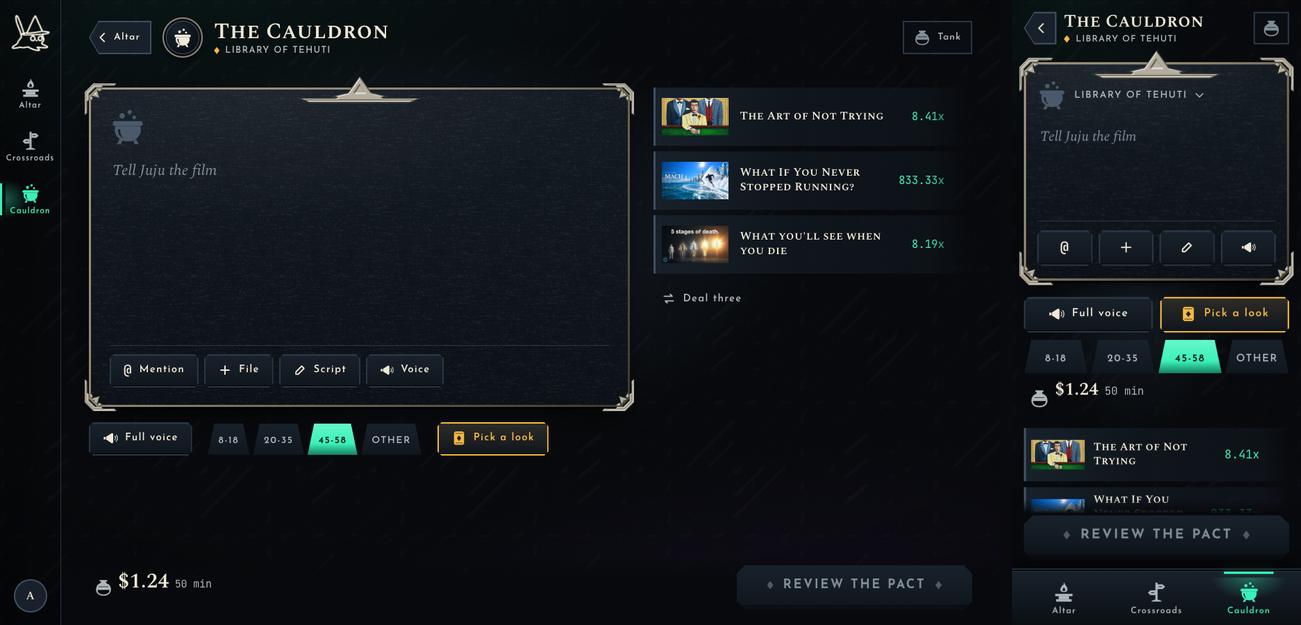 Altar
Crossroads
Cauldron
A
Altar
THE CAULDRON
LIBRARY OF TEHUTI
Tank
Tell Juju the film
@ Mention
+ File
Script
Voice
Full voice
8-18
20-35
45-58
OTHER
Pick a look
THE ART OF NOT TRYING
8.41x
MACH
WHAT IF YOU NEVER
STOPPED RUNNING?
833.33x
5 stages of death.
WHAT YOU'LL SEE WHEN
YOU DIE
8.19x
Deal three
$1.24 50 min
REVIEW THE PACT
THE CAULDRON
LIBRARY OF TEHUTI
LIBRARY OF TEHUTI
Tell Juju the film
@
+
Full voice
Pick a look
8-18
20-35
45-58
OTHER
$1.24 50 min
THE ART OF NOT
TRYING
8.41x
WHAT IF YOU
REVIEW THE PACT
Altar
Crossroads
Cauldron